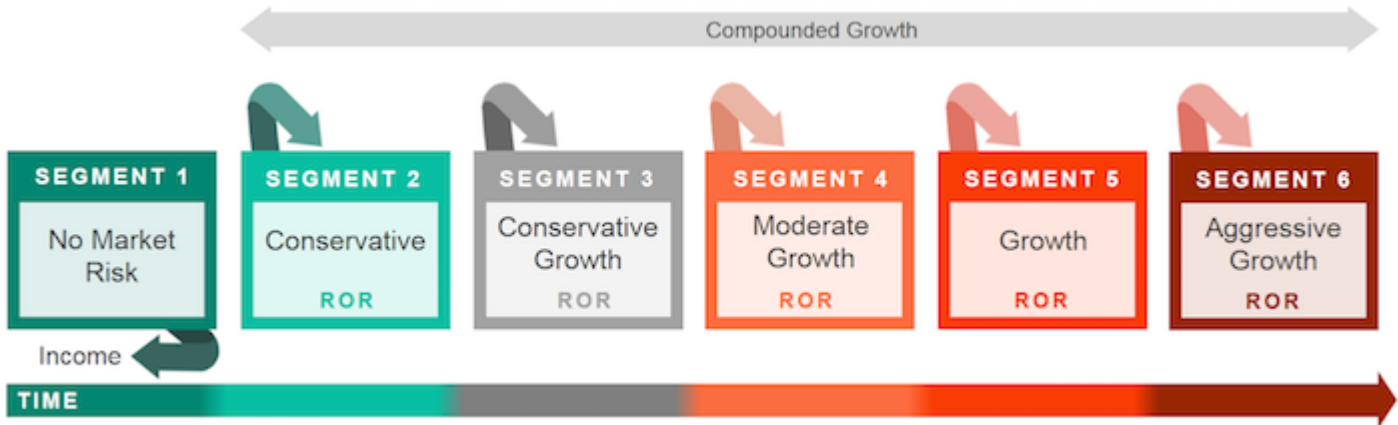 Compounded Growth
SEGMENT 1
No Market
Risk
SEGMENT 2
Conservative
ROR
SEGMENT 3
Conservative
Growth
ROR
SEGMENT 4
Moderate
Growth
ROR
SEGMENT 5
Growth
ROR
SEGMENT 6
Aggressive
Growth
ROR
Income
TIME